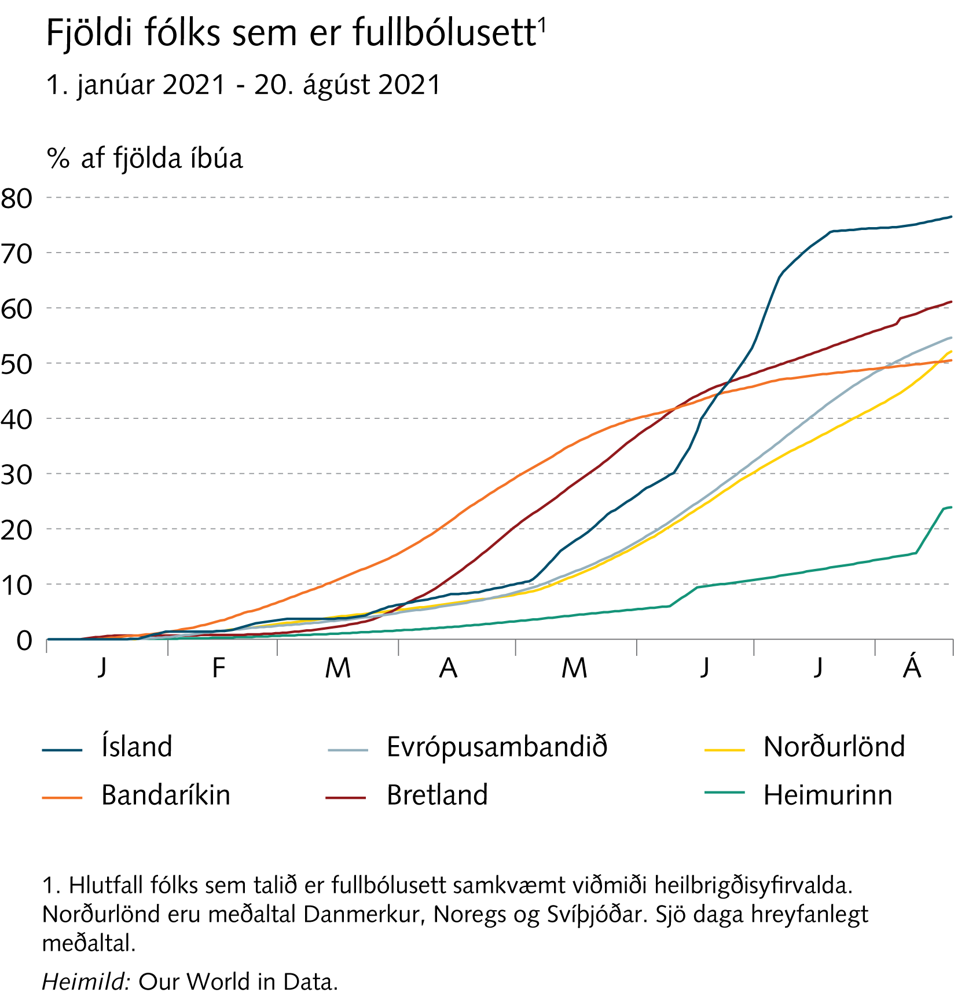 Fjöldi fólks sem er fullbólusett¹
1. janúar 2021 - 20. ágúst 2021
% af fjölda íbúa
80
70
60
50
40
30
20
10
0
J F M A M J J Á
Ísland Evrópusambandið Norðurlönd
Bandaríkin Bretland Heimurinn
1. Hlutfall fólks sem talið er fullbólusett samkvæmt viðmiði heilbrigðisyfirvalda.
Norðurlönd eru meðaltal Danmerkur, Noregs og Svíþjóðar. Sjö daga hreyfanlegt
meðaltal.
Heimild: Our World in Data.